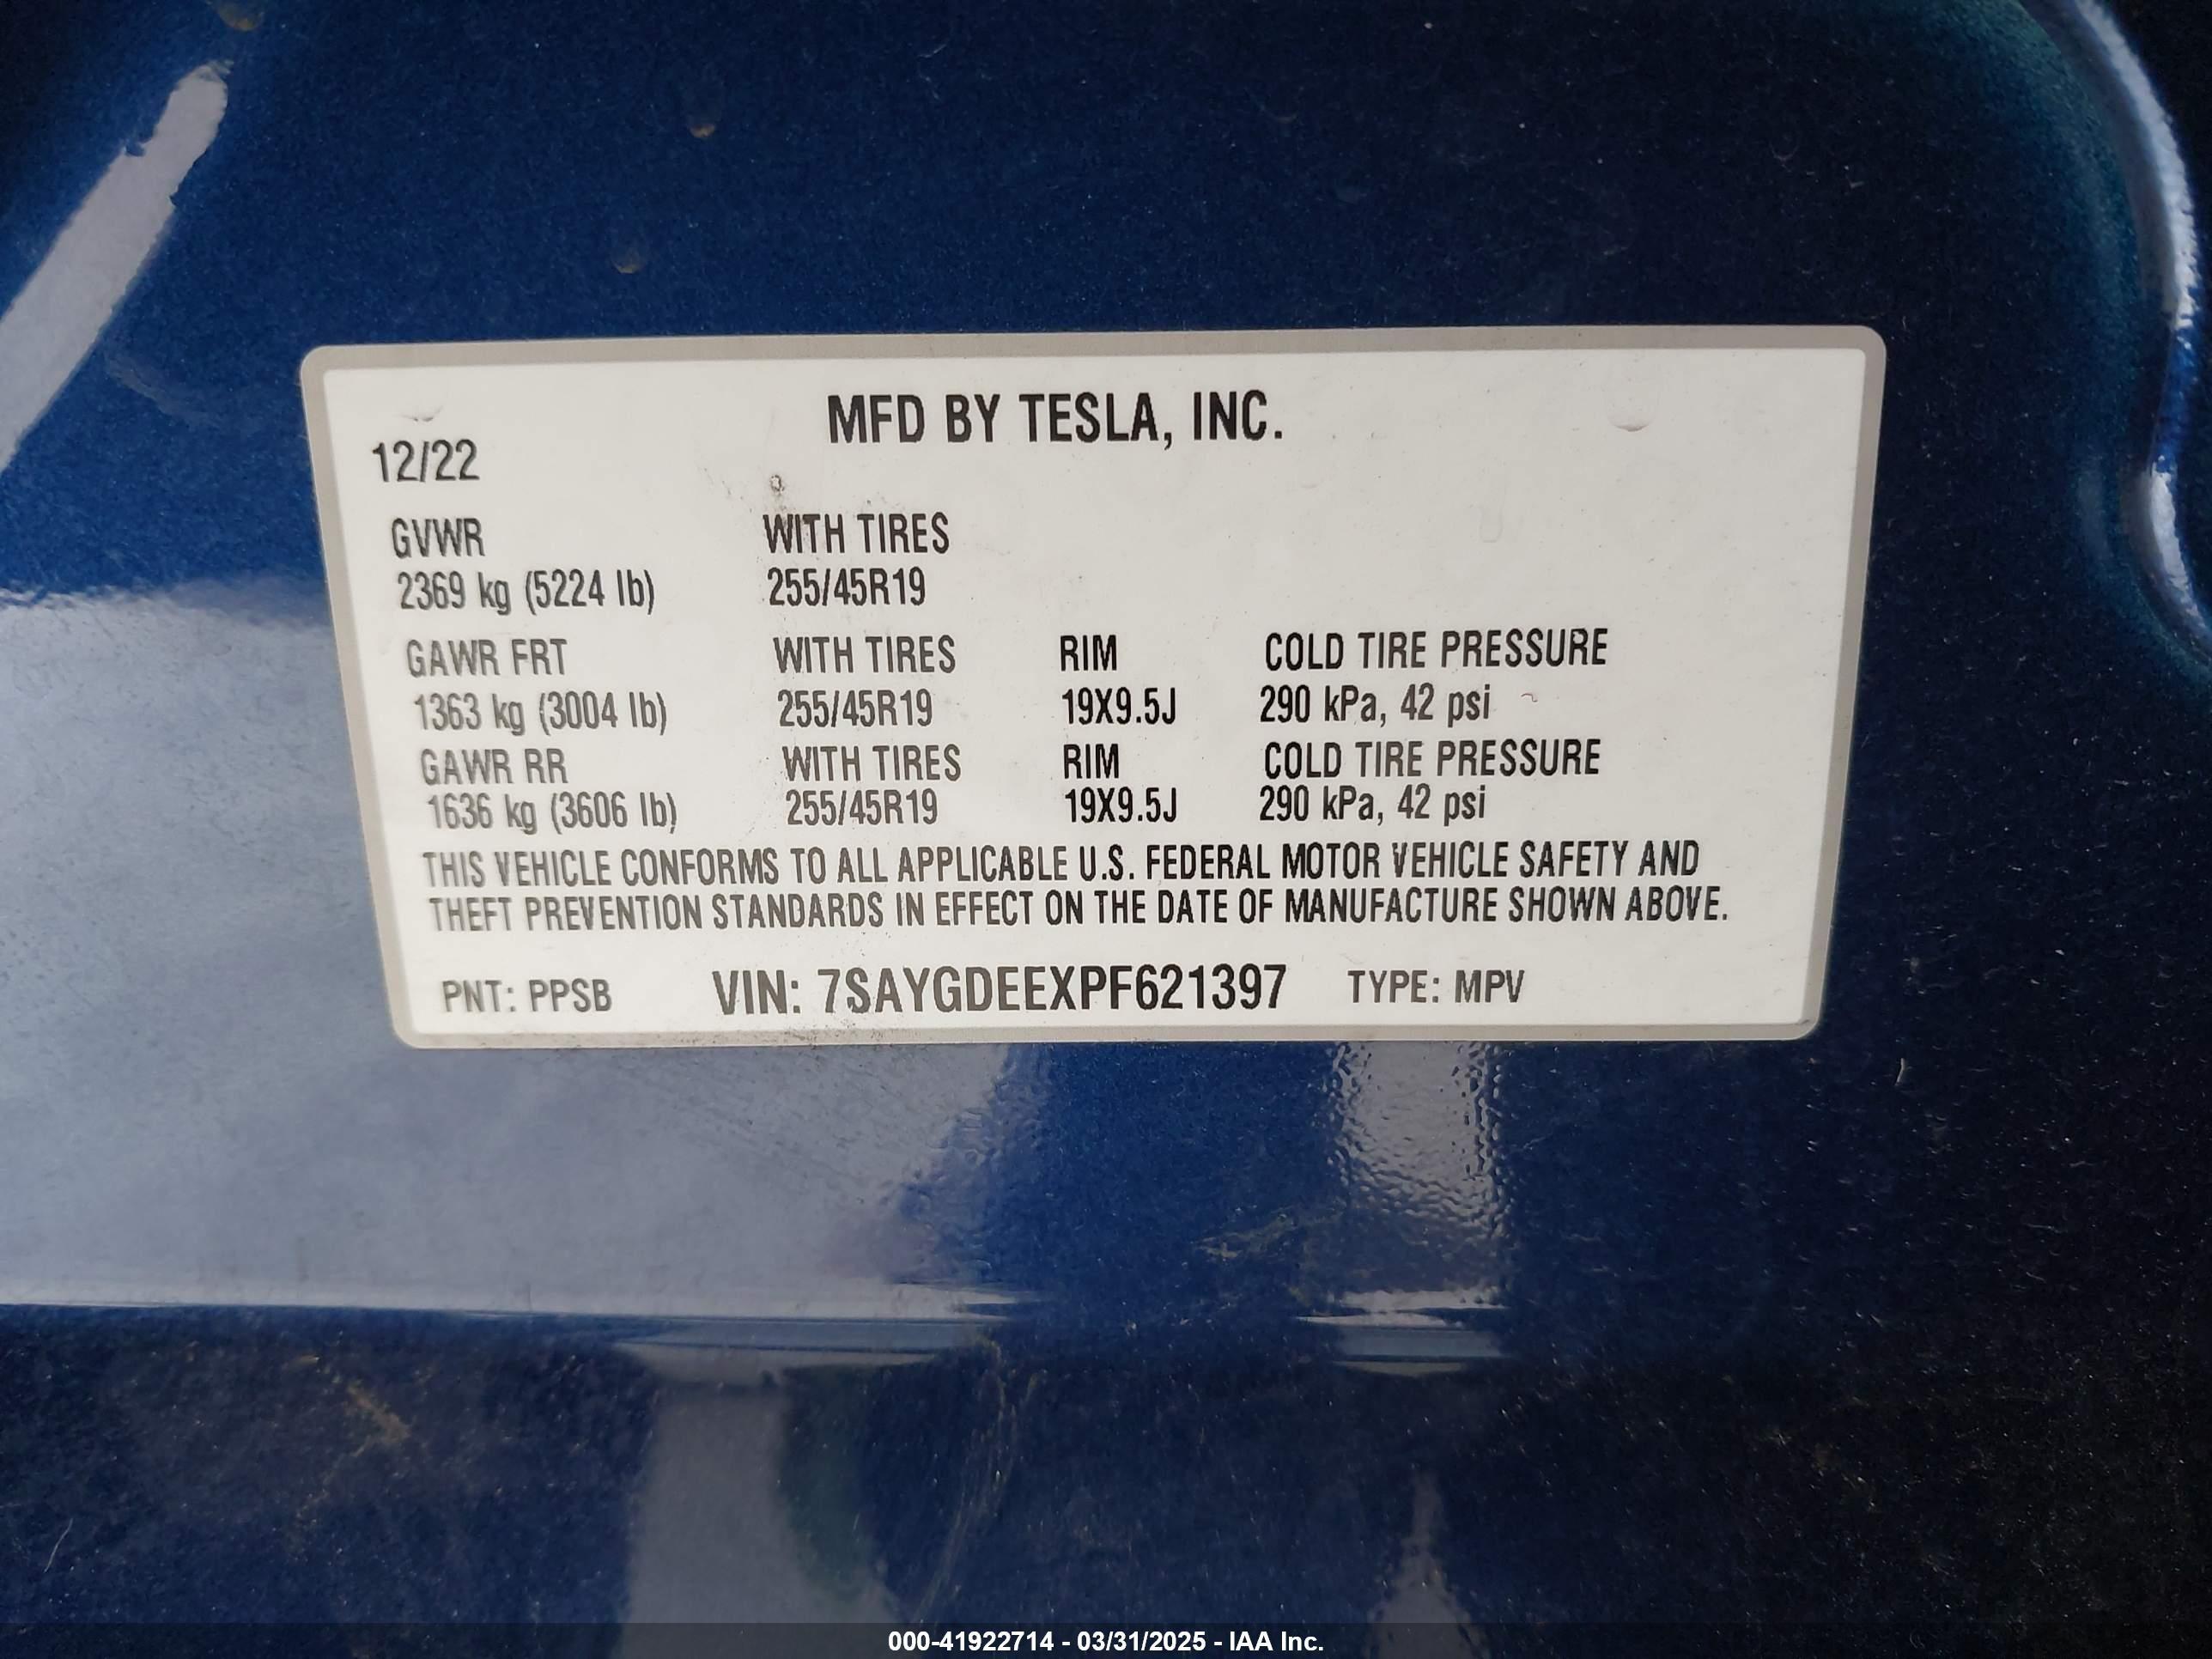 MFD BY TESLA, INC.
12/22
GVWR WITH TIRES
2369 kg (5224 lb) 255/45R19
GAWR FRT WITH TIRES RIM COLD TIRE PRESSURE
1363 kg (3004 lb) 255/45R19 19X9.5J 290 kPa, 42 psi
GAWR RR WITH TIRES RIM COLD TIRE PRESSURE
1636 kg (3606 lb) 255/45R19 19X9.5J 290 kPa, 42 psi
THIS VEHICLE CONFORMS TO ALL APPLICABLE U.S. FEDERAL MOTOR VEHICLE SAFETY AND
THEFT PREVENTION STANDARDS IN EFFECT ON THE DATE OF MANUFACTURE SHOWN ABOVE.
PNT: PPSB VIN: 7SAYGDEEXPF621397 TYPE: MPV
000-41922714 - 03/31/2025 - IAA Inc.